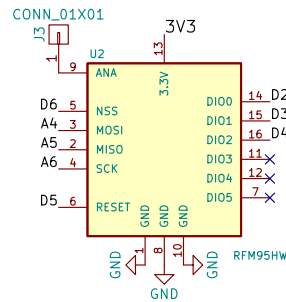 CONN_01X01
J3
1
3V3
U2
13
9 ANA
3.3V
14 DIO0 D2
D6 5 NSS
15 DIO1 D3
A4 3 MOSI
16 DIO2 D4
A5 2 MISO
11 DIO3
A6 4 SCK
12 DIO4
7 DIO5
D5 6 RESET
GND GND GND
1 8 10
RFM95HW
GND GND
GND